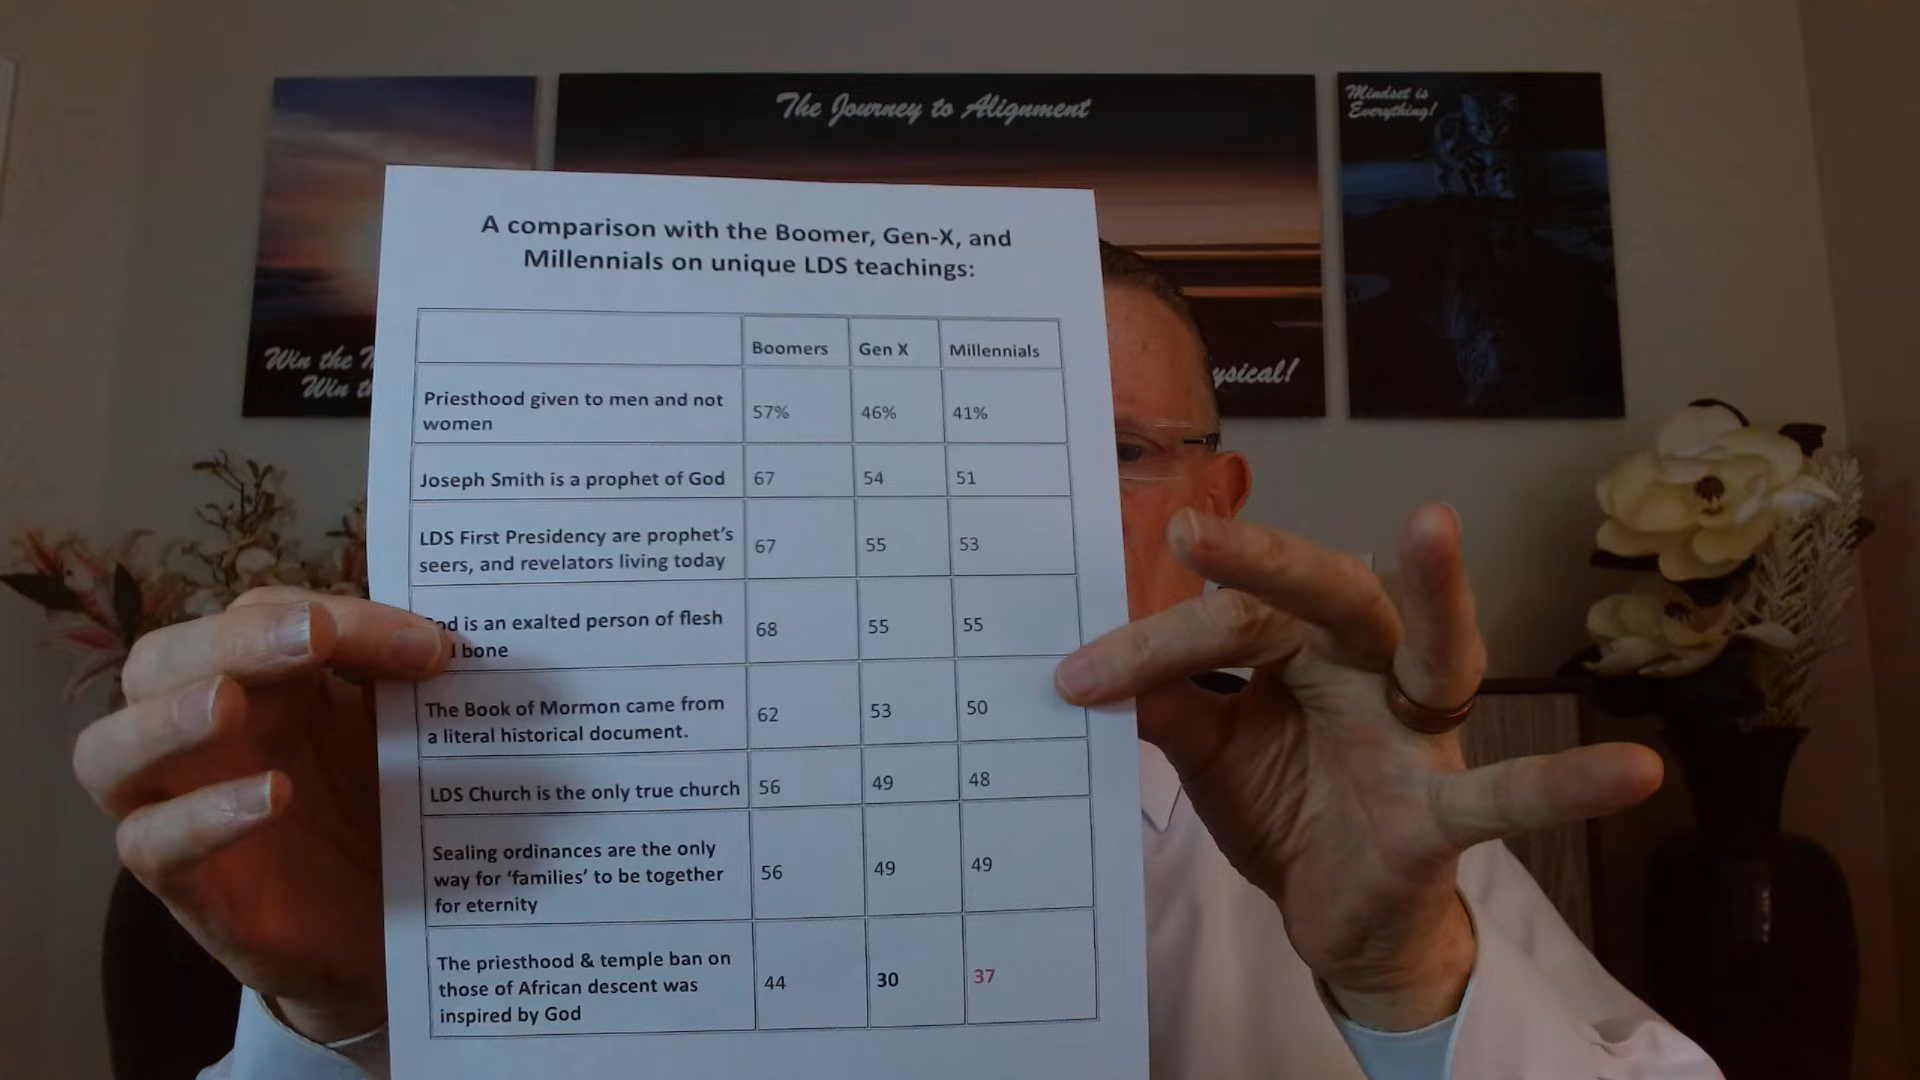 The Journey to Alignment
Mindset is
Everything!
Win the
Win
ysical!
A comparison with the Boomer, Gen-X, and
Millennials on unique LDS teachings:
Boomers Gen X Millennials
Priesthood given to men and not
women
57% 46% 41%
Joseph Smith is a prophet of God 67 54 51
LDS First Presidency are prophet's
seers, and revelators living today
67 55 53
is an exalted person of flesh
bone
68 55 55
The Book of Mormon came from
a literal historical document.
62 53 50
LDS Church is the only true church 56 49 48
Sealing ordinances are the only
way for 'families' to be together
for eternity
56 49 49
The priesthood & temple ban on
those of African descent was
inspired by God
44 30 37